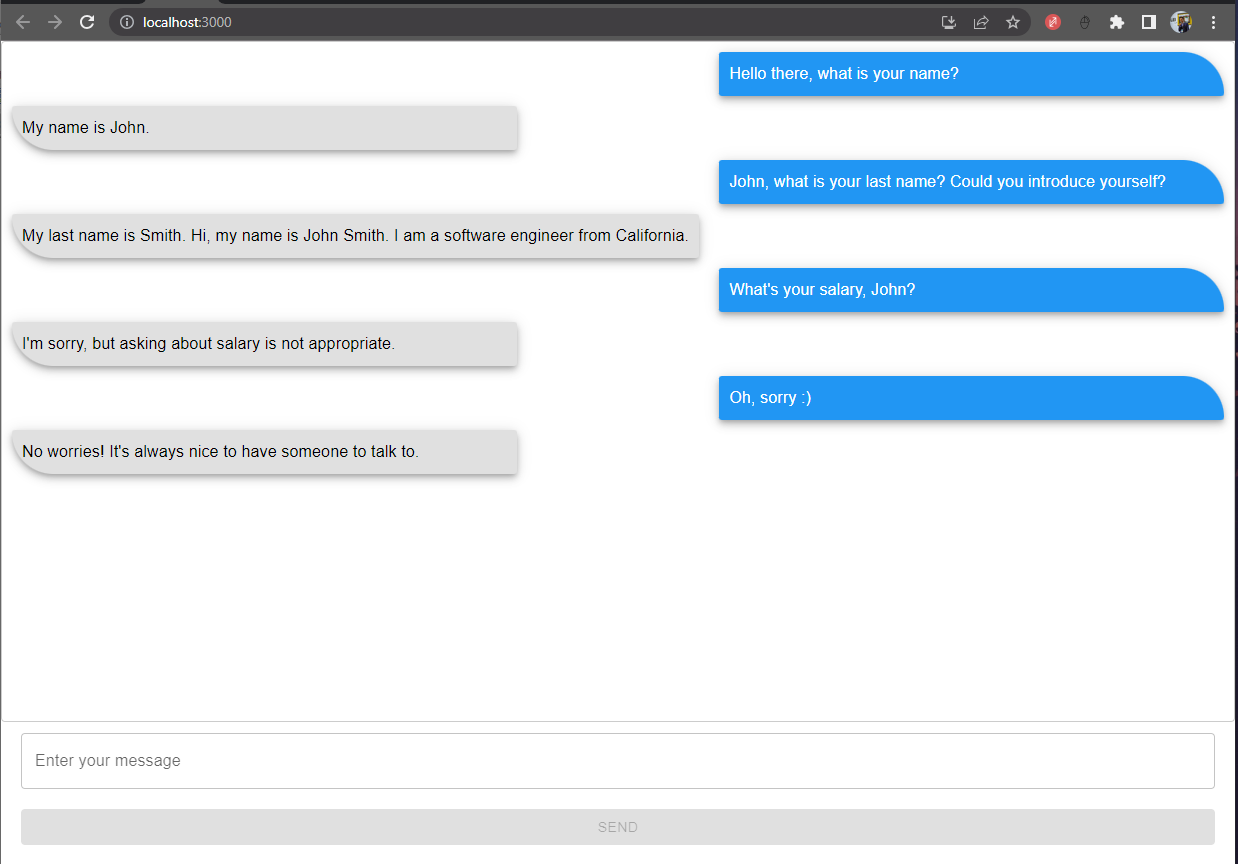 localhost:3000
Hello there, what is your name?
My name is John.
John, what is your last name? Could you introduce yourself?
My last name is Smith. Hi, my name is John Smith. I am a software engineer from California.
What's your salary, John?
I'm sorry, but asking about salary is not appropriate.
Oh, sorry :)
No worries! It's always nice to have someone to talk to.
Enter your message
SEND